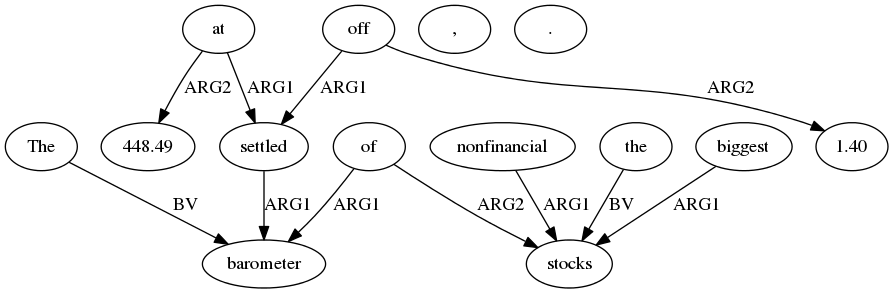 at off , .
ARG2 ARG1 ARG1 ARG2
The 448.49 settled of nonfinancial the biggest 1.40
BV ARG1 ARG1 ARG2 ARG1 BV ARG1
barometer stocks